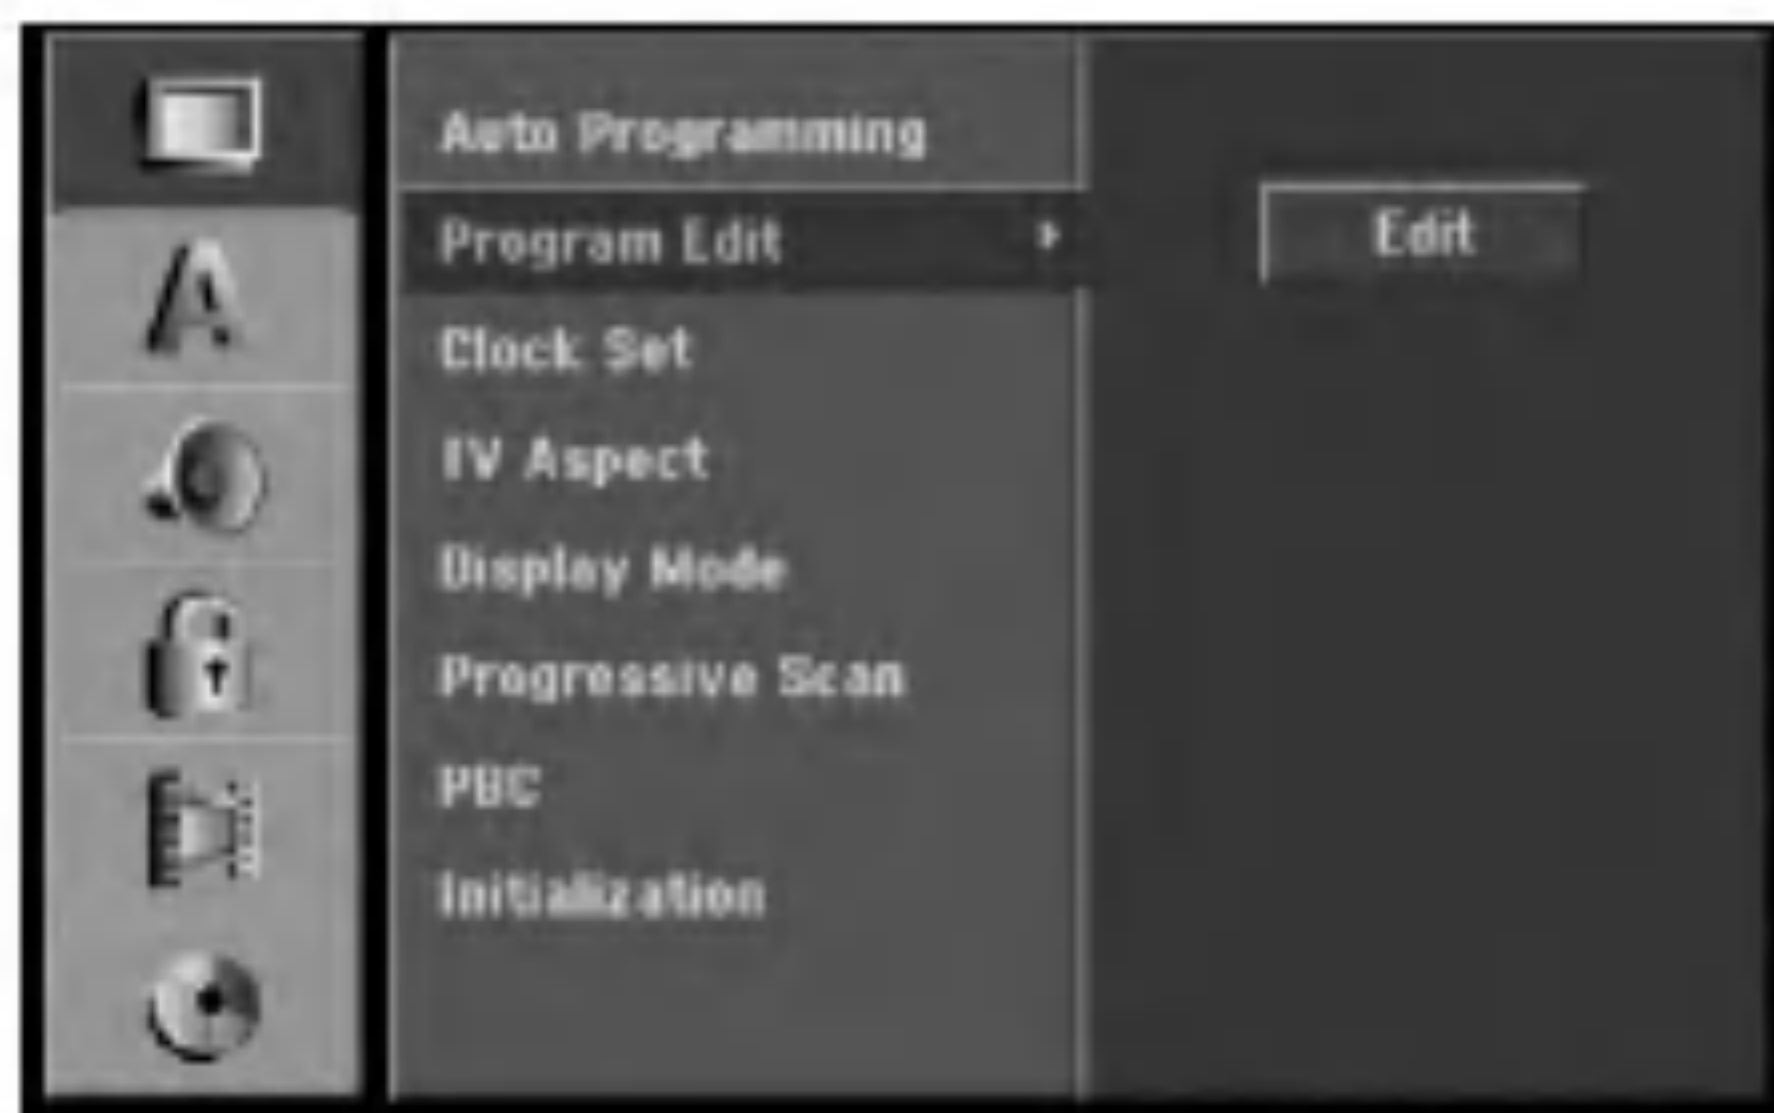 Auto Programming
Program Edit
Edit
Clock Set
TV Aspect
Display Mode
Progressive Scan
PBC
Initialization